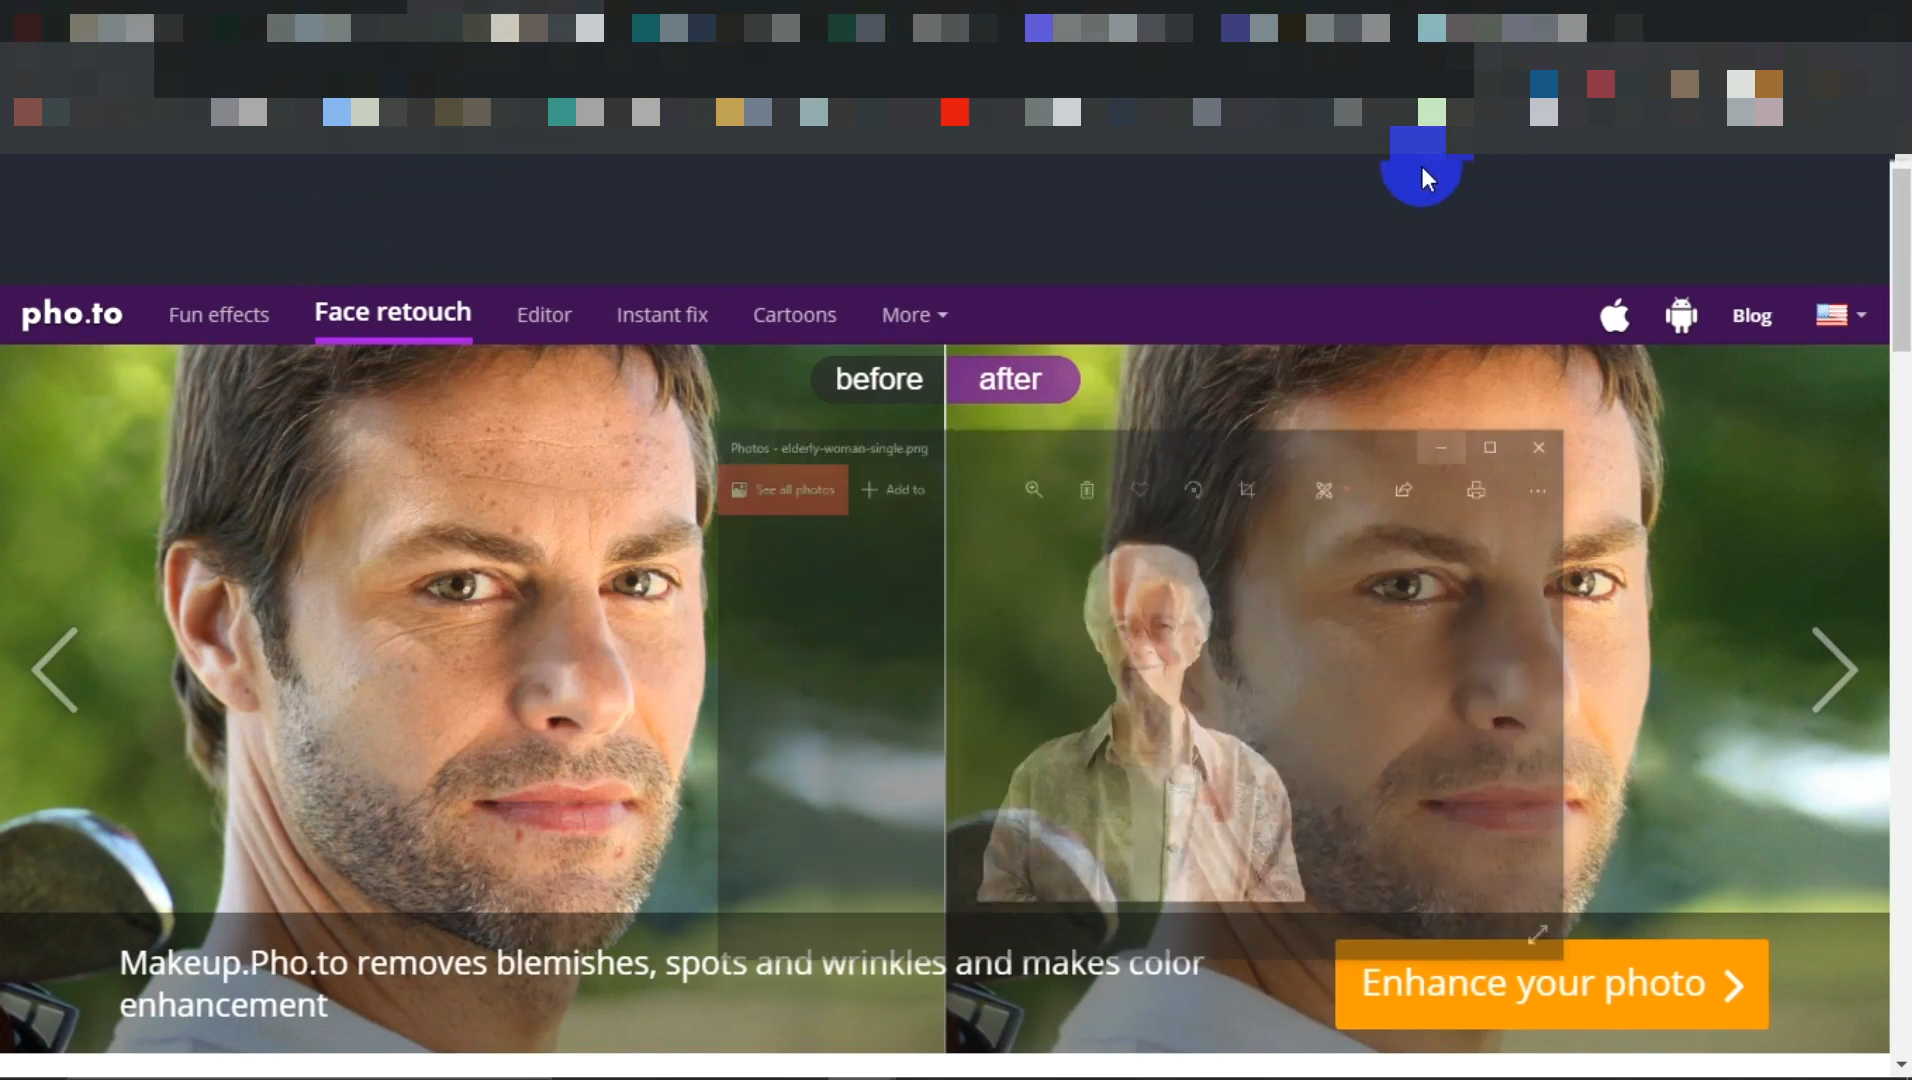 pho.to Fun effects Face retouch Editor Instant fix Cartoons More Blog
before after
Photos - elderly-woman-single.png
See all photos + Add to
Makeup.Pho.to removes blemishes, spots and wrinkles and makes color
enhancement
Enhance your photo